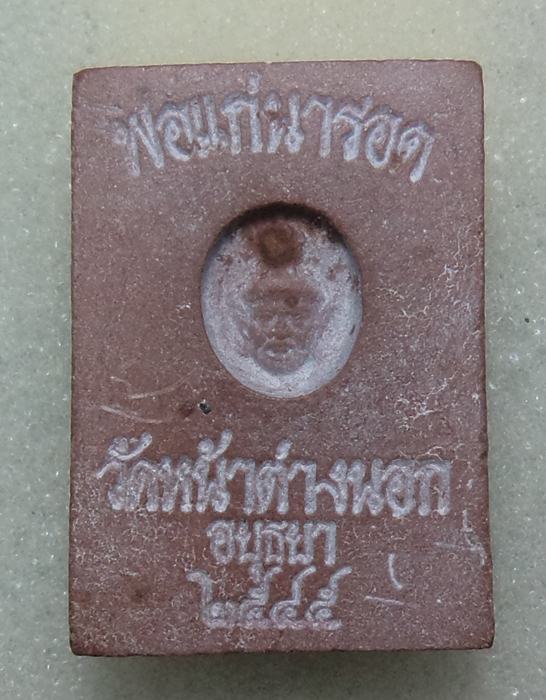 พ่อแก่นารอด
วัดหน้าต่างนอก
อยุธยา
๒๕๔๕